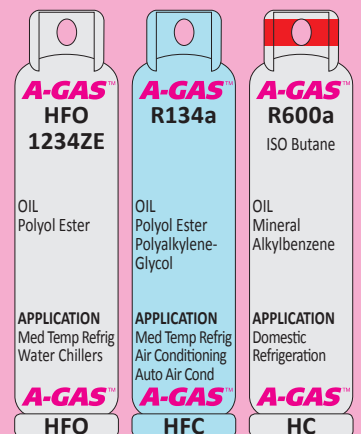 A-GAS™
HFO
1234ZE
OIL
Polyol Ester
APPLICATION
Med Temp Refrig
Water Chillers
A-GAS™
HFO
A-GAS™
R134a
OIL
Polyol Ester
Polyalkylene-
Glycol
APPLICATION
Med Temp Refrig
Air Conditioning
Auto Air Cond
A-GAS™
HFC
A-GAS™
R600a
ISO Butane
OIL
Mineral
Alkylbenzene
APPLICATION
Domestic
Refrigeration
A-GAS™
HC